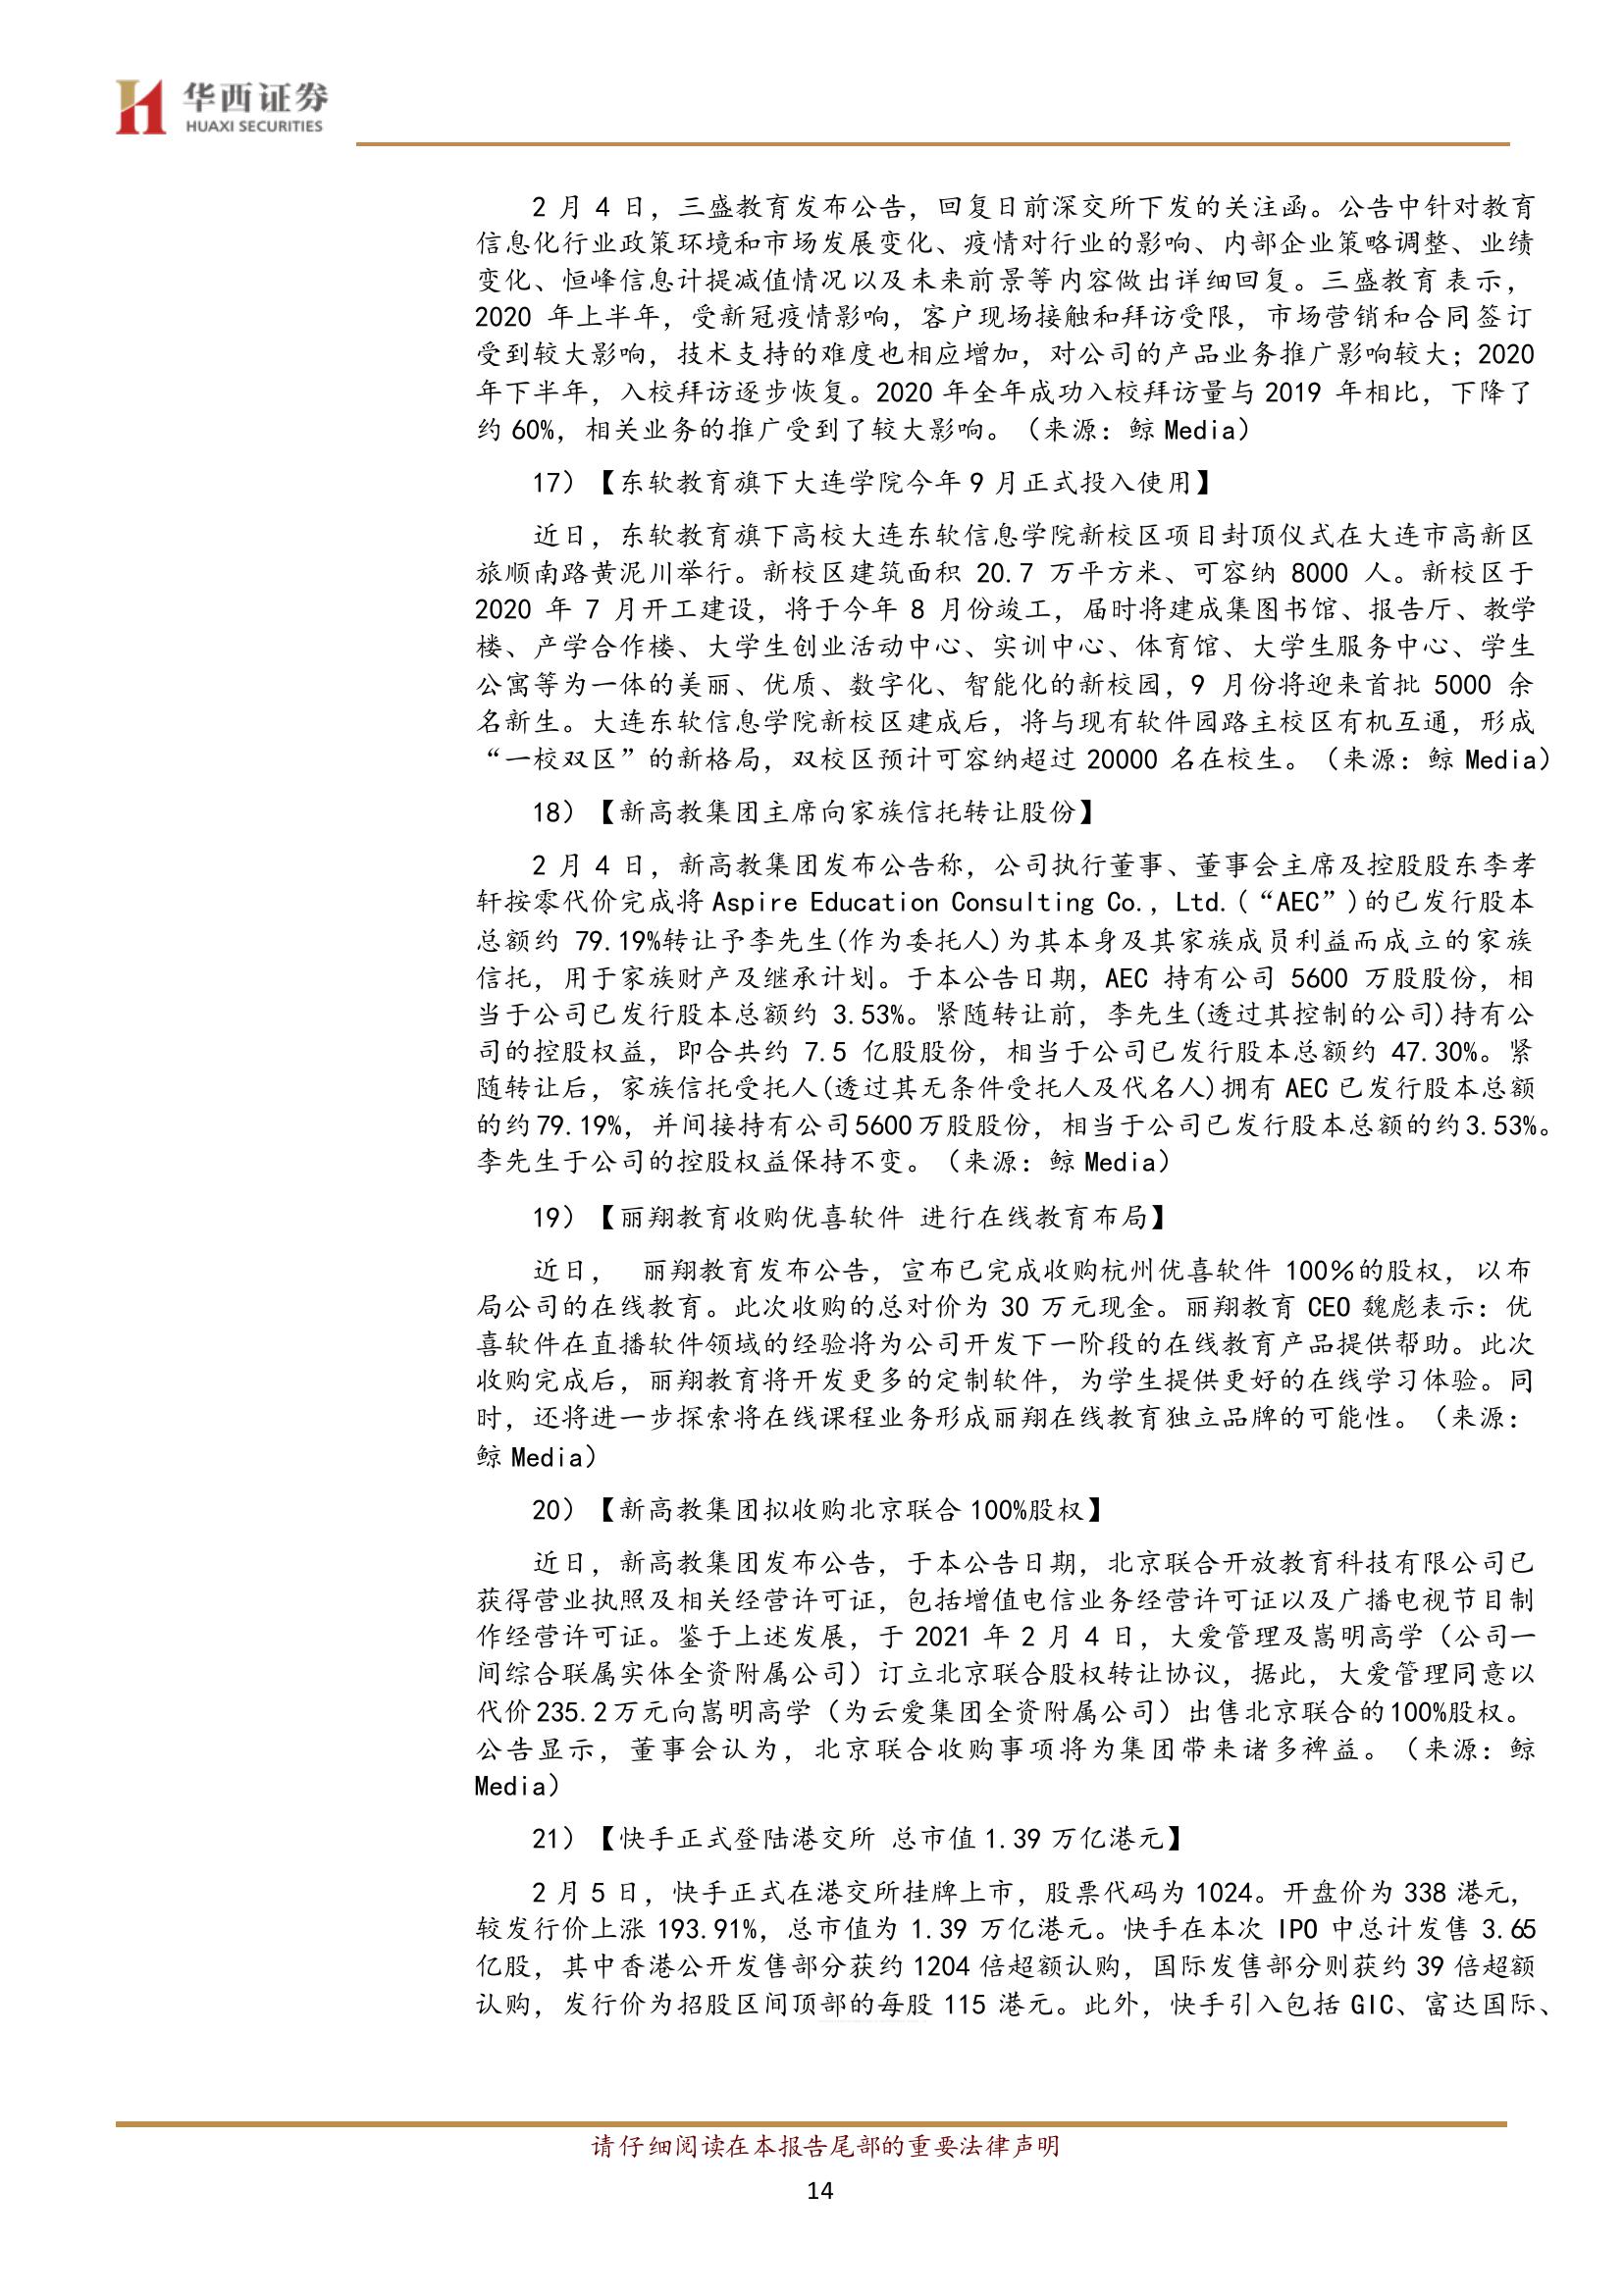 华西证券
HUAXI SECURITIES
2 月 4 日，三盛教育发布公告，回复日前深交所下发的关注函。公告中针对教育
信息化行业政策环境和市场发展变化、疫情对行业的影响、内部企业策略调整、业绩
变化、恒峰信息计提减值情况以及未来前景等内容做出详细回复。三盛教育表示，
2020 年上半年，受新冠疫情影响，客户现场接触和拜访受限，市场营销和合同签订
受到较大影响，技术支持的难度也相应增加，对公司的产品业务推广影响较大；2020
年下半年，入校拜访逐步恢复。2020 年全年成功入校拜访量与 2019 年相比，下降了
约 60%，相关业务的推广受到了较大影响。（来源：鲸 Media）
17）【东软教育旗下大连学院今年 9 月正式投入使用】
近日，东软教育旗下高校大连东软信息学院新校区项目封顶仪式在大连市高新区
旅顺南路黄泥川举行。新校区建筑面积 20.7 万平方米、可容纳 8000 人。新校区于
2020 年 7 月开工建设，将于今年 8 月份竣工，届时将建成集图书馆、报告厅、教学
楼、产学合作楼、大学生创业活动中心、实训中心、体育馆、大学生服务中心、学生
公寓等为一体的美丽、优质、数字化、智能化的新校园，9 月份将迎来首批 5000 余
名新生。大连东软信息学院新校区建成后，将与现有软件园路主校区有机互通，形成
“一校双区”的新格局，双校区预计可容纳超过 20000 名在校生。（来源：鲸 Media）
18）【新高教集团主席向家族信托转让股份】
2 月 4 日，新高教集团发布公告称，公司执行董事、董事会主席及控股股东李孝
轩按零代价完成将 Aspire Education Consulting Co., Ltd.(“AEC”)的已发行股本
总额约 79.19%转让予李先生(作为委托人)为其本身及其家族成员利益而成立的家族
信托，用于家族财产及继承计划。于本公告日期，AEC 持有公司 5600 万股股份，相
当于公司已发行股本总额约 3.53%。紧随转让前，李先生(透过其控制的公司)持有公
司的控股权益，即合共约 7.5 亿股股份，相当于公司已发行股本总额约 47.30%。紧
随转让后，家族信托受托人(透过其无条件受托人及代名人)拥有 AEC 已发行股本总额
的约 79.19%，并间接持有公司 5600 万股股份，相当于公司已发行股本总额的约 3.53%。
李先生于公司的控股权益保持不变。（来源：鲸 Media）
19）【丽翔教育收购优喜软件 进行在线教育布局】
近日， 丽翔教育发布公告，宣布已完成收购杭州优喜软件 100％的股权，以布
局公司的在线教育。此次收购的总对价为 30 万元现金。丽翔教育 CEO 魏彪表示：优
喜软件在直播软件领域的经验将为公司开发下一阶段的在线教育产品提供帮助。此次
收购完成后，丽翔教育将开发更多的定制软件，为学生提供更好的在线学习体验。同
时，还将进一步探索将在线课程业务形成丽翔在线教育独立品牌的可能性。（来源：
鲸 Media）
20）【新高教集团拟收购北京联合 100%股权】
近日，新高教集团发布公告，于本公告日期，北京联合开放教育科技有限公司已
获得营业执照及相关经营许可证，包括增值电信业务经营许可证以及广播电视节目制
作经营许可证。鉴于上述发展，于 2021 年 2 月 4 日，大爱管理及嵩明高学（公司一
间综合联属实体全资附属公司）订立北京联合股权转让协议，据此，大爱管理同意以
代价 235.2 万元向嵩明高学（为云爱集团全资附属公司）出售北京联合的 100%股权。
公告显示，董事会认为，北京联合收购事项将为集团带来诸多裨益。（来源：鲸
Media）
21）【快手正式登陆港交所 总市值 1.39 万亿港元】
2 月 5 日，快手正式在港交所挂牌上市，股票代码为 1024。开盘价为 338 港元，
较发行价上涨 193.91%，总市值为 1.39 万亿港元。快手在本次 IPO 中总计发售 3.65
亿股，其中香港公开发售部分获约 1204 倍超额认购，国际发售部分则获约 39 倍超额
认购，发行价为招股区间顶部的每股 115 港元。此外，快手引入包括 GIC、富达国际、
请仔细阅读在本报告尾部的重要法律声明
14